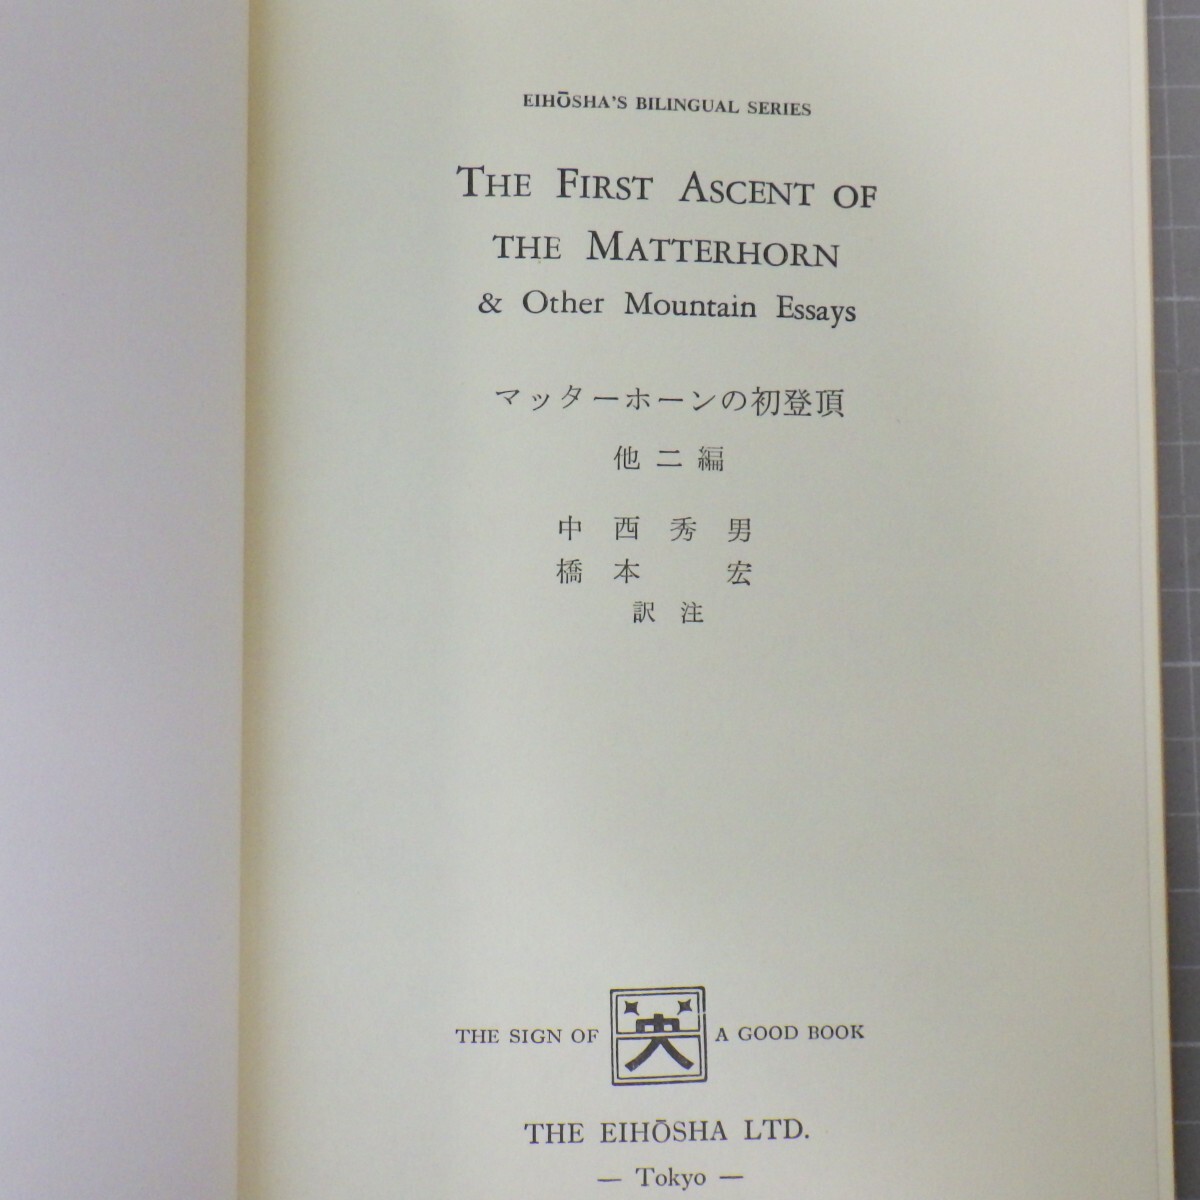 EIHŌSHA'S BILINGUAL SERIES
THE FIRST ASCENT OF
THE MATTERHORN
& Other Mountain Essays
マッターホーンの初登頂
他二編
中西秀男
橋本 宏
訳注
THE SIGN OF 英 A GOOD BOOK
THE EIHŌSHA LTD.
— Tokyo —